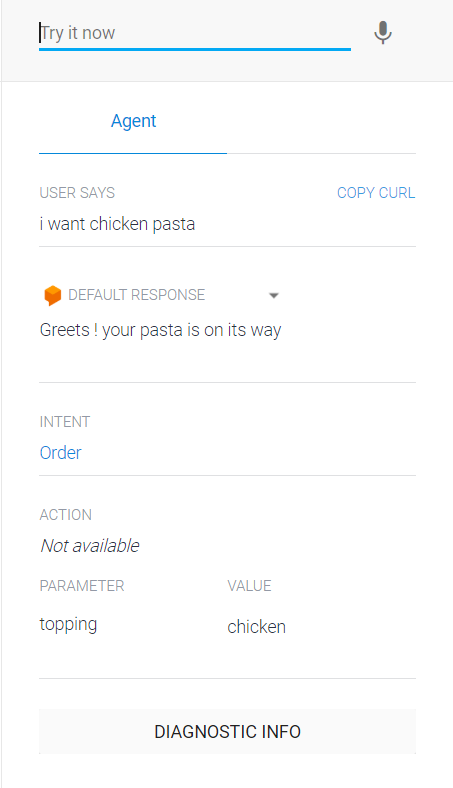 Try it now
Agent
USER SAYS COPY CURL
i want chicken pasta
DEFAULT RESPONSE
Greets ! your pasta is on its way
INTENT
Order
ACTION
Not available
PARAMETER VALUE
topping chicken
DIAGNOSTIC INFO